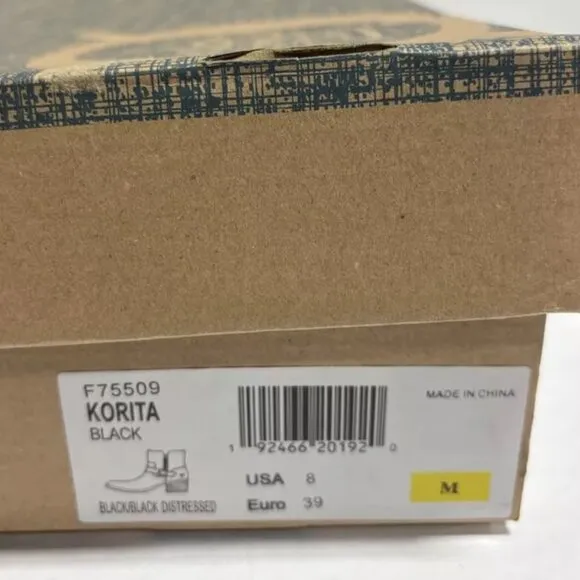 F75509
KORITA
BLACK
BLACK/BLACK DISTRESSED
1 92466 20192 0
USA 8
Euro 39
MADE IN CHINA
M